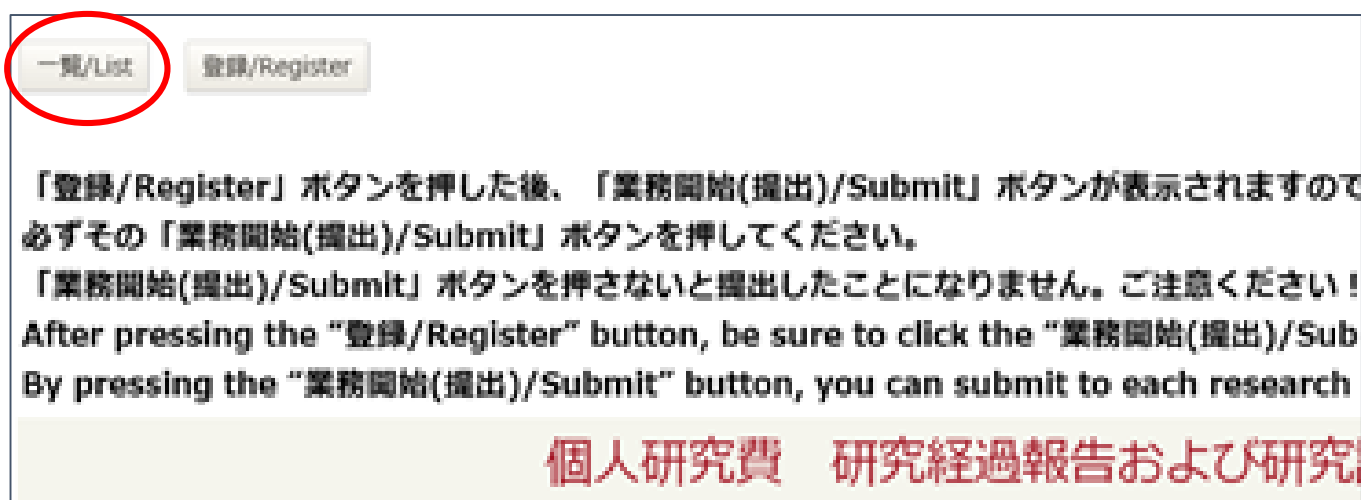 一覧/List
登録/Register
「登録/Register」ボタンを押した後、「業務開始(提出)/Submit」ボタンが表示されますので
必ずその「業務開始(提出)/Submit」ボタンを押してください。
「業務開始(提出)/Submit」ボタンを押さないと提出したことになりません。ご注意ください！
After pressing the “登録/Register” button, be sure to click the “業務開始(提出)/Sub
By pressing the “業務開始(提出)/Submit” button, you can submit to each research
個人研究費　研究経過報告および研究